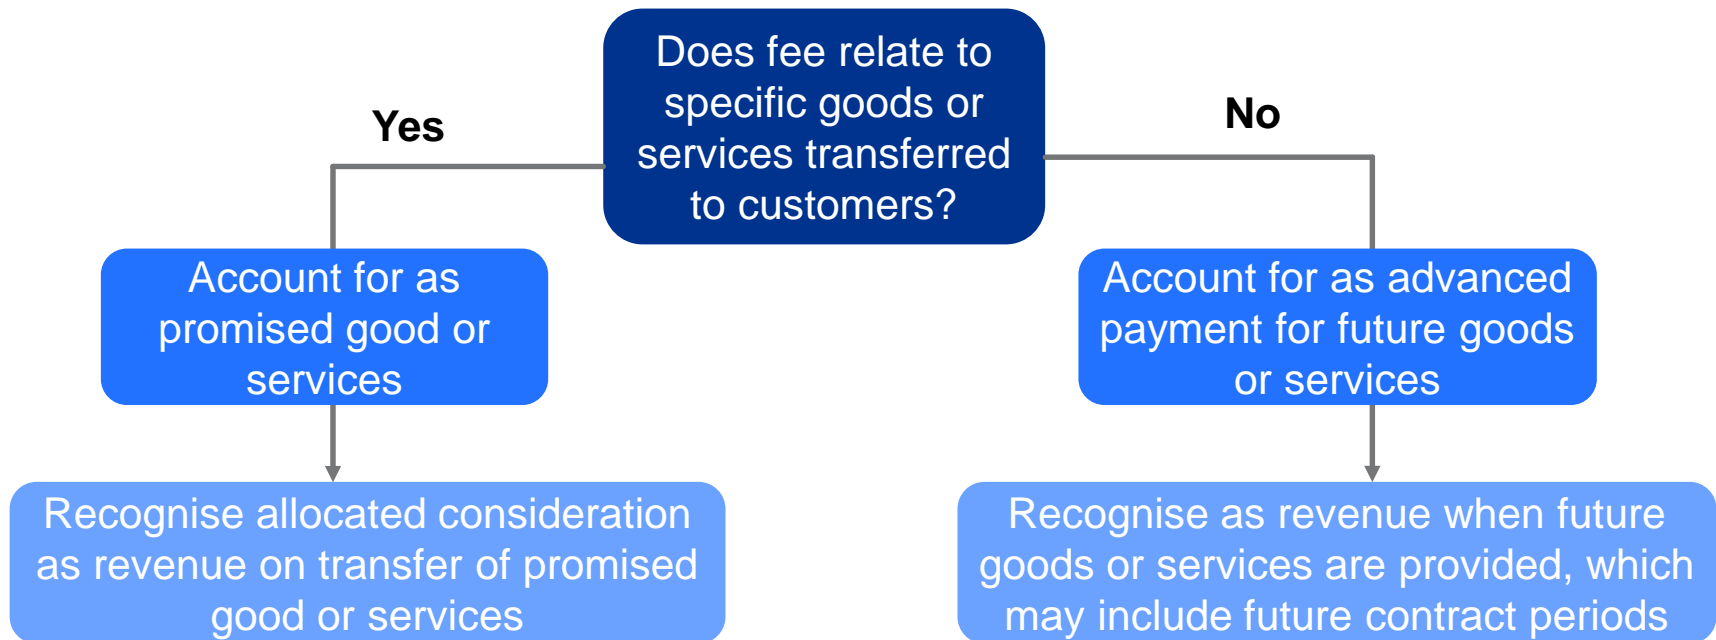 Does fee relate to
specific goods or
services transferred
to customers?
Yes
No
Account for as
promised good or
services
Account for as advanced
payment for future goods
or services
Recognise allocated consideration
as revenue on transfer of promised
good or services
Recognise as revenue when future
goods or services are provided, which
may include future contract periods